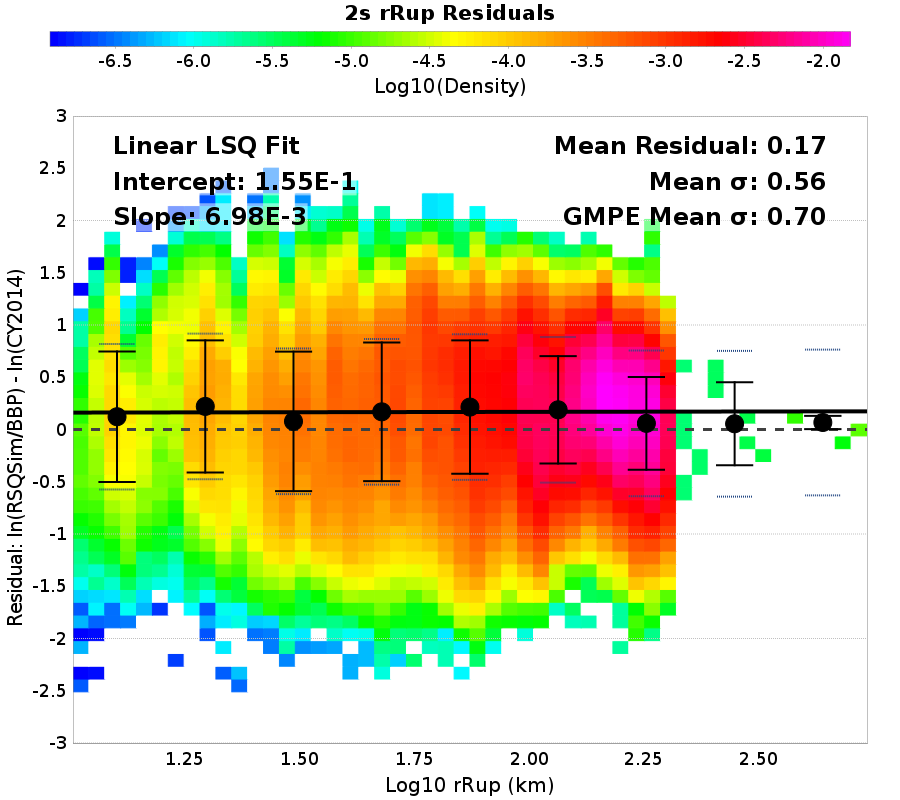 2s rRup Residuals
-6.5 -6.0 -5.5 -5.0 -4.5 -4.0 -3.5 -3.0 -2.5 -2.0
Log10(Density)
Linear LSQ Fit
Intercept: 1.55E-1
Slope: 6.98E-3
Mean Residual: 0.17
Mean σ: 0.56
GMPE Mean σ: 0.70
Residual: ln(RSQSim/BBP) - ln(CY2014)
3
2.5
2
1.5
1
0.5
0
-0.5
-1
-1.5
-2
-2.5
-3
1.25 1.50 1.75 2.00 2.25 2.50
Log10 rRup (km)